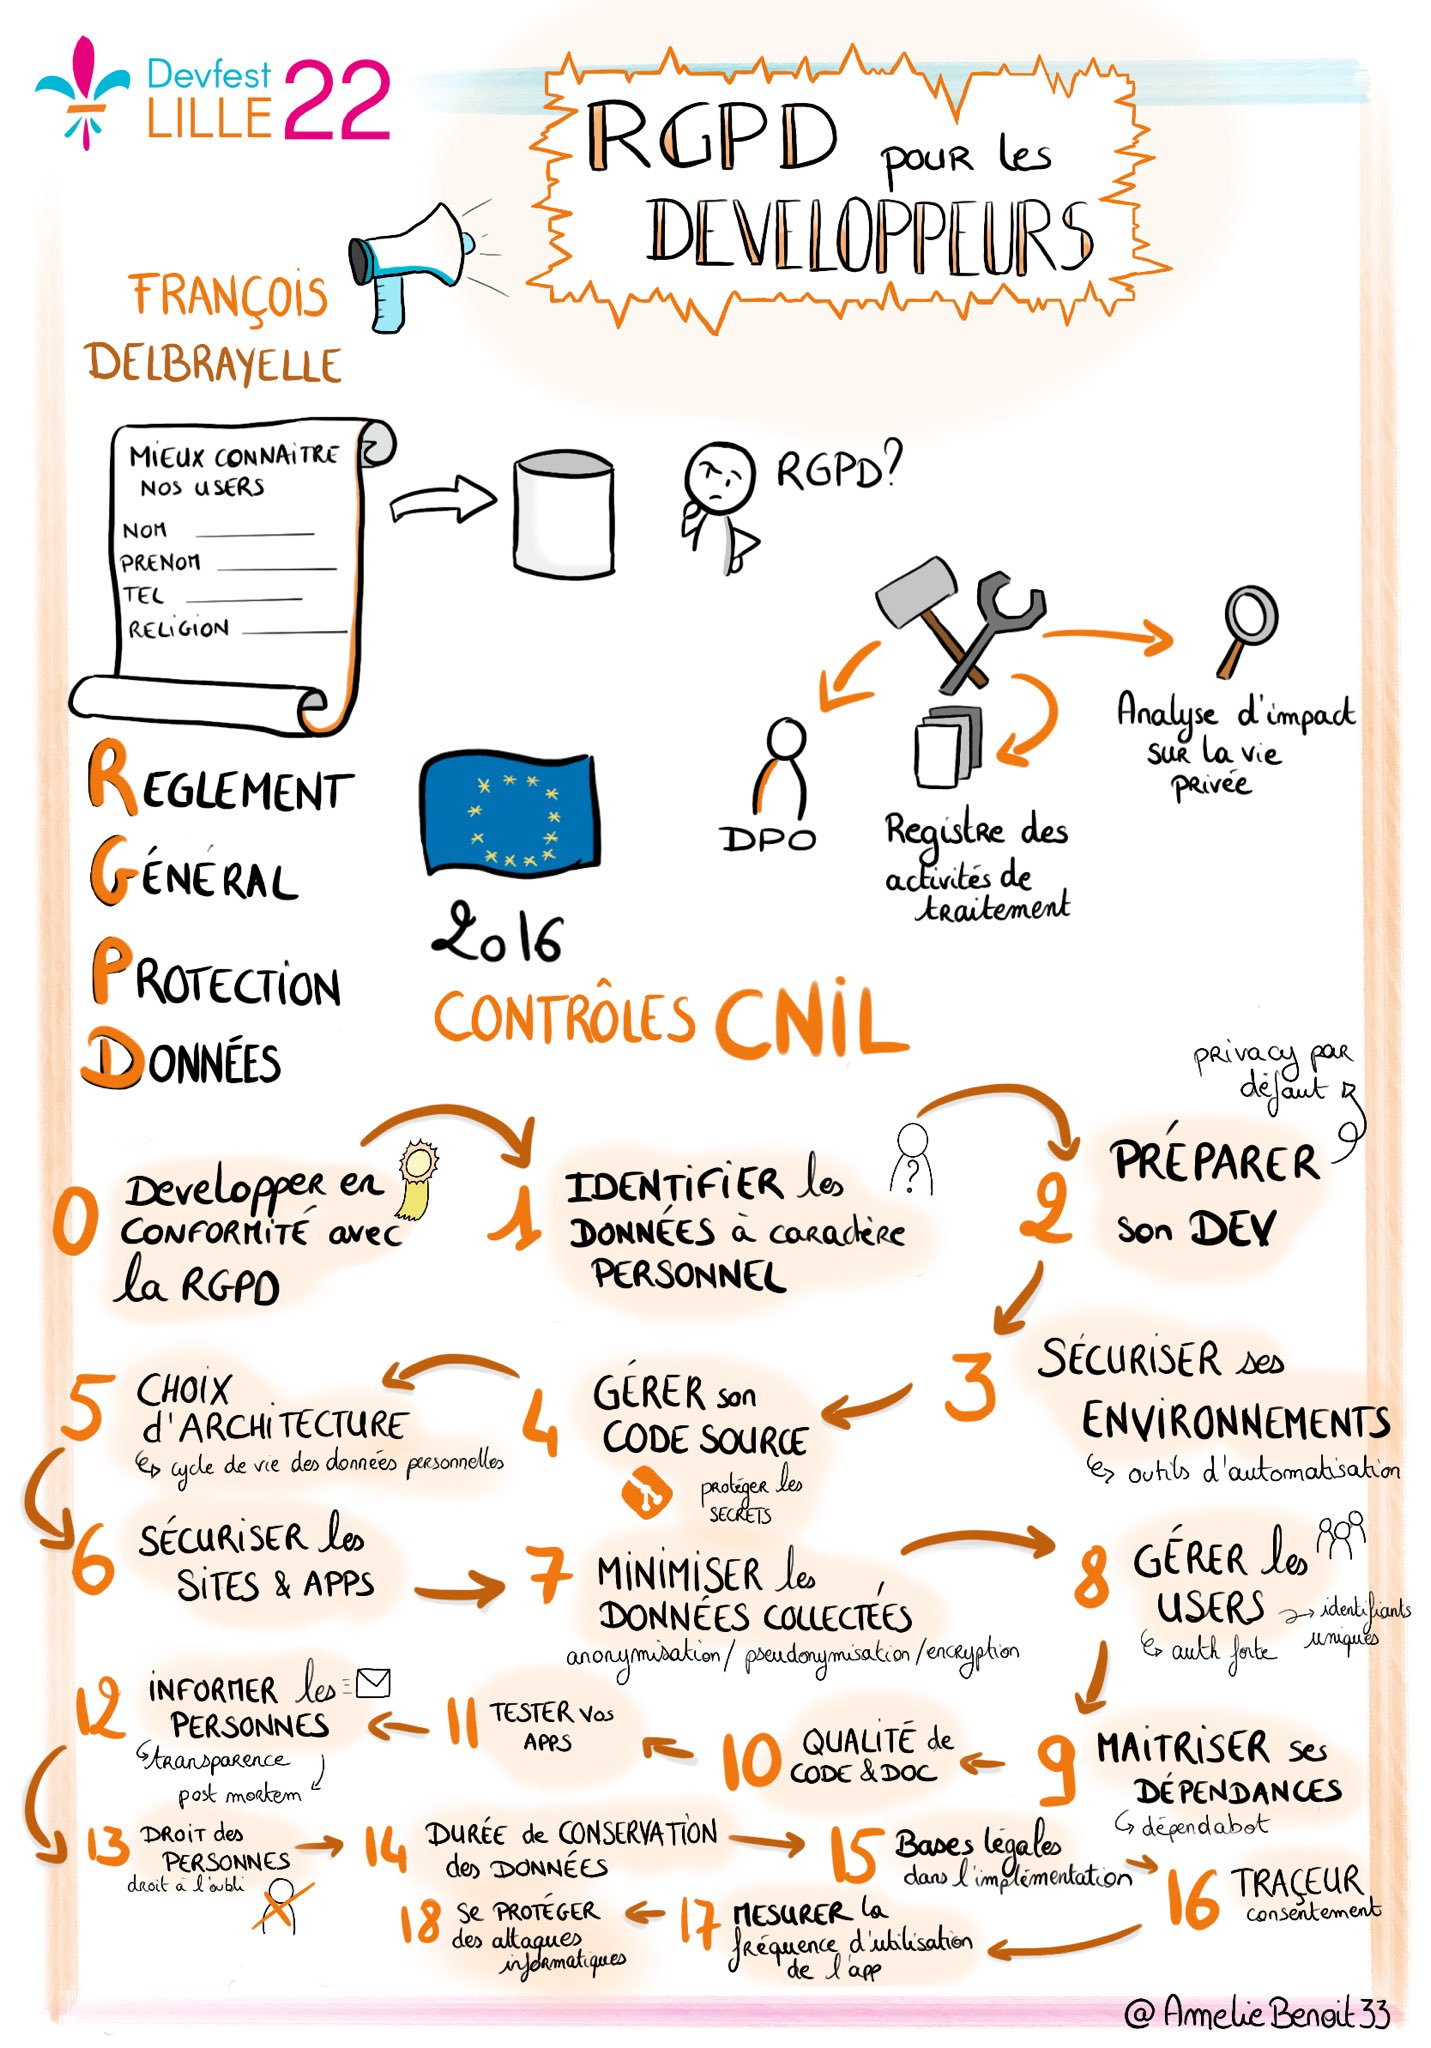 Devfest
LILLE 22
RGPD pour les
DEVELOPPEURS
FRANÇOIS
DELBRAYELLE
MIEUX CONNAITRE
NOS USERS
NOM
PRENOM
TEL
RELIGION
RGPD?
DPO
Registre des
activités de
traitement
Analyse d'impact
sur la vie
privée
REGLEMENT
GÉNÉRAL
PROTECTION
DONNÉES
2016
CONTRÔLES CNIL
0 Developper en
CONFORMITÉ avec
la RGPD
1 IDENTIFIER les
DONNÉES à caractère
PERSONNEL
?
privacy par
défaut
2 PRÉPARER
son DEV
3 SÉCURISER ses
ENVIRONNEMENTS
outils d'automatisation
4 GÉRER son
CODE SOURCE
protéger les
SECRETS
5 CHOIX
d'ARCHITECTURE
cycle de vie des données personnelles
6 SÉCURISER les
SITES & APPS
7 MINIMISER les
DONNÉES COLLECTÉES
anonymisation / pseudonymisation / encryption
8 GÉRER les
USERS
identifiants
uniques
auth forte
9 MAITRISER ses
DÉPENDANCES
dépendabot
10 QUALITÉ de
CODE & DOC
11 TESTER vos
APPS
12 INFORMER les
PERSONNES
transparence
post mortem
13 DROIT des
PERSONNES
droit à l'oubli
14 DURÉE de CONSERVATION
des DONNÉES
15 Bases légales
dans l'implémentation
16 TRAÇEUR
consentement
17 MESURER la
fréquence d'utilisation
de l'app
18 se PROTÉGER
des attaques
informatiques
@AmelieBenoit33